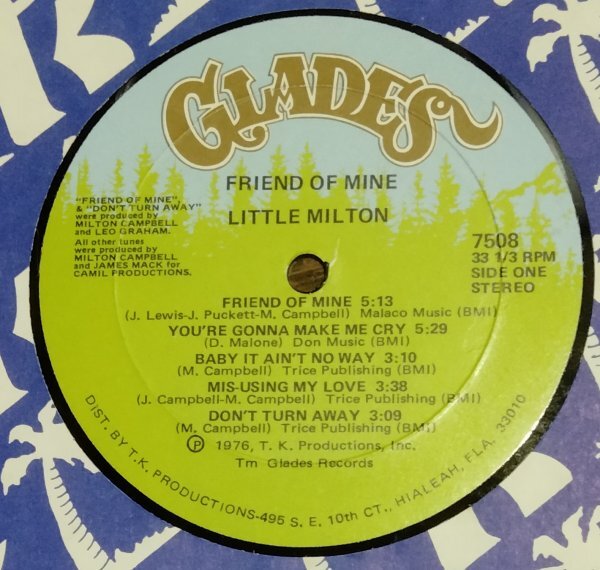 GLADES
FRIEND OF MINE
LITTLE MILTON
"FRIEND OF MINE",
& "DON'T TURN AWAY"
were produced by
MILTON CAMPBELL
and LEO GRAHAM.
All other tunes
were produced by
MILTON CAMPBELL
and JAMES MACK for
CAMIL PRODUCTIONS.
7508
33 1/3 RPM
SIDE ONE
STEREO
FRIEND OF MINE 5:13
(J. Lewis-J. Puckett-M. Campbell) Malaco Music (BMI)
YOU'RE GONNA MAKE ME CRY 5:29
(D. Malone) Don Music (BMI)
BABY IT AIN'T NO WAY 3:10
(M. Campbell) Trice Publishing (BMI)
MIS-USING MY LOVE 3:38
(J. Campbell-M. Campbell) Trice Publishing (BMI)
DON'T TURN AWAY 3:09
(M. Campbell) Trice Publishing (BMI)
Ⓟ 1976, T. K. Productions, Inc.
Tm Glades Records
DIST. BY T.K. PRODUCTIONS-495 S. E. 10th CT., HIALEAH, FLA. 33010